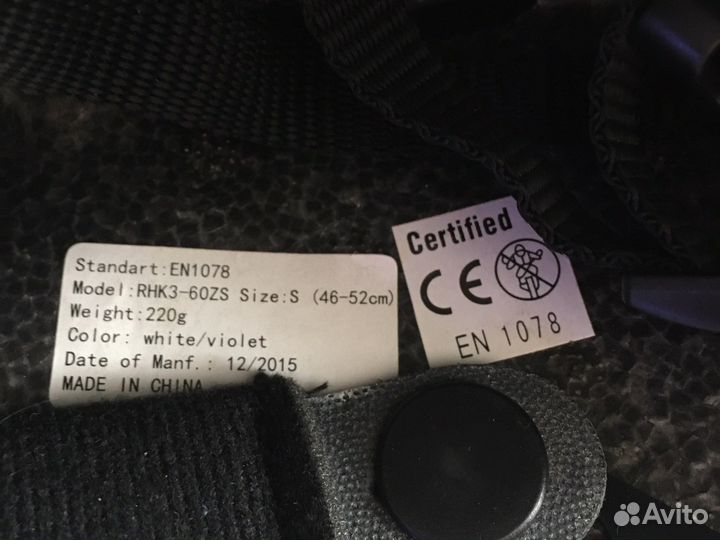 Standart:EN1078
Model:RHK3-60ZS Size:S (46-52cm)
Weight:220g
Color: white/violet
Date of Manf.: 12/2015
MADE IN CHINA
Certified
CE
EN 1078
Avito